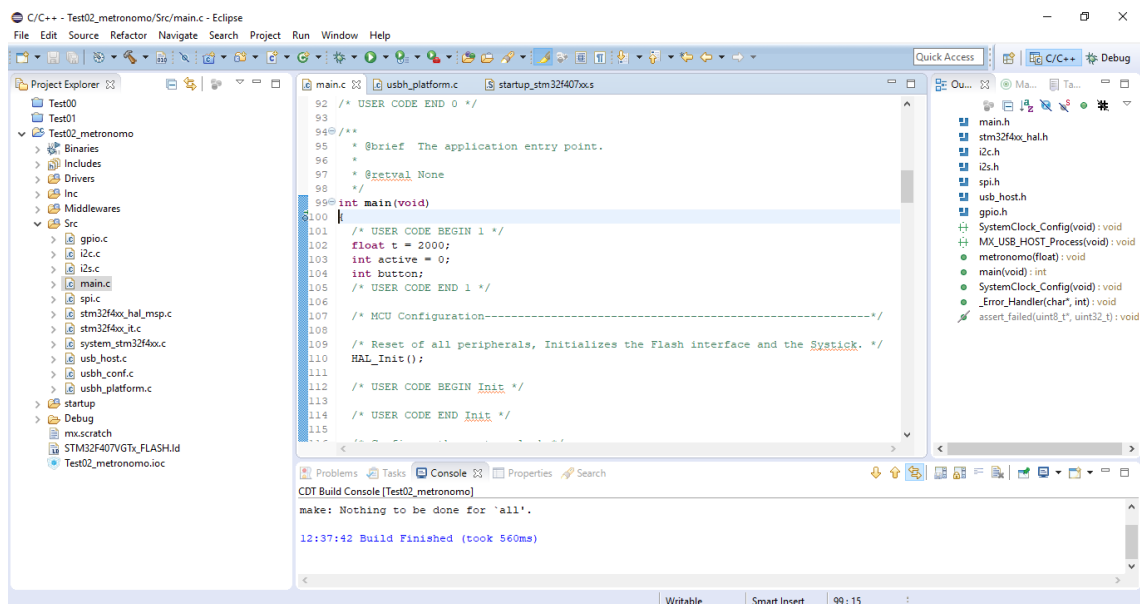 C/C++ - Test02_metronomo/Src/main.c - Eclipse
File Edit Source Refactor Navigate Search Project Run Window Help
Quick Access
C/C++
Debug
Project Explorer
Test00
Test01
Test02_metronomo
Binaries
Includes
Drivers
Inc
Middlewares
Src
gpio.c
i2c.c
i2s.c
main.c
spi.c
stm32f4xx_hal_msp.c
stm32f4xx_it.c
system_stm32f4xx.c
usb_host.c
usbh_conf.c
usbh_platform.c
startup
Debug
mx.scratch
STM32F407VGTx_FLASH.ld
Test02_metronomo.ioc
main.c usbh_platform.c startup_stm32f407xx.s
92 /* USER CODE END 0 */
93
94 /**
95 * @brief The application entry point.
96 *
97 * @retval None
98 */
99 int main(void)
100 {
101 /* USER CODE BEGIN 1 */
102 float t = 2000;
103 int active = 0;
104 int button;
105 /* USER CODE END 1 */
106
107 /* MCU Configuration----------------------------------------------------------*/
108
109 /* Reset of all peripherals, Initializes the Flash interface and the Systick. */
110 HAL_Init();
111
112 /* USER CODE BEGIN Init */
113
114 /* USER CODE END Init */
115
Ou... Ma... Ta...
main.h
stm32f4xx_hal.h
i2c.h
i2s.h
spi.h
usb_host.h
gpio.h
SystemClock_Config(void) : void
MX_USB_HOST_Process(void) : void
metronomo(float) : void
main(void) : int
SystemClock_Config(void) : void
_Error_Handler(char*, int) : void
assert_failed(uint8_t*, uint32_t) : void
Problems Tasks Console Properties Search
CDT Build Console [Test02_metronomo]
make: Nothing to be done for `all'.
12:37:42 Build Finished (took 560ms)
Writable Smart Insert 99 : 15